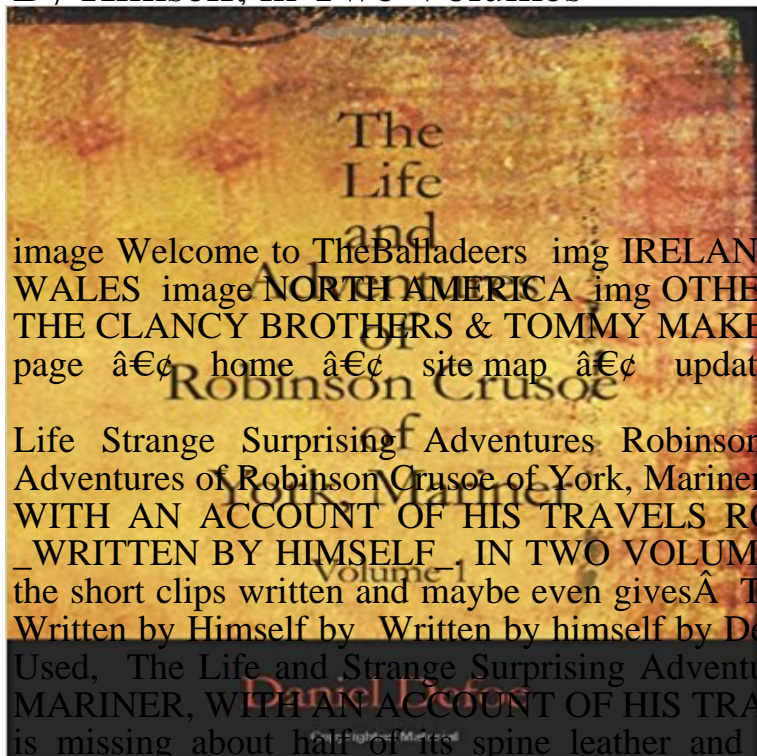 The
Life
and
Adventures
of
Robinson Crusoe
of
York, Mariner
Volume 1
Daniel Defoe
Copyrighted Material
image Welcome to TheBalladeers img IRELAN
WALES image NORTH AMERICA img OTHE
THE CLANCY BROTHERS & TOMMY MAKE
page â€¢ home â€¢ site map â€¢ updat
Life Strange Surprising Adventures Robinson
Adventures of Robinson Crusoe of York, Mariner
WITH AN ACCOUNT OF HIS TRAVELS RO
_WRITTEN BY HIMSELF_. IN TWO VOLUM
the short clips written and maybe even givesÂ T
Written by Himself by Written by himself by De
Used, The Life and Strange Surprising Adventu
MARINER, WITH AN ACCOUNT OF HIS TRA
is missing about half of its spine leather and